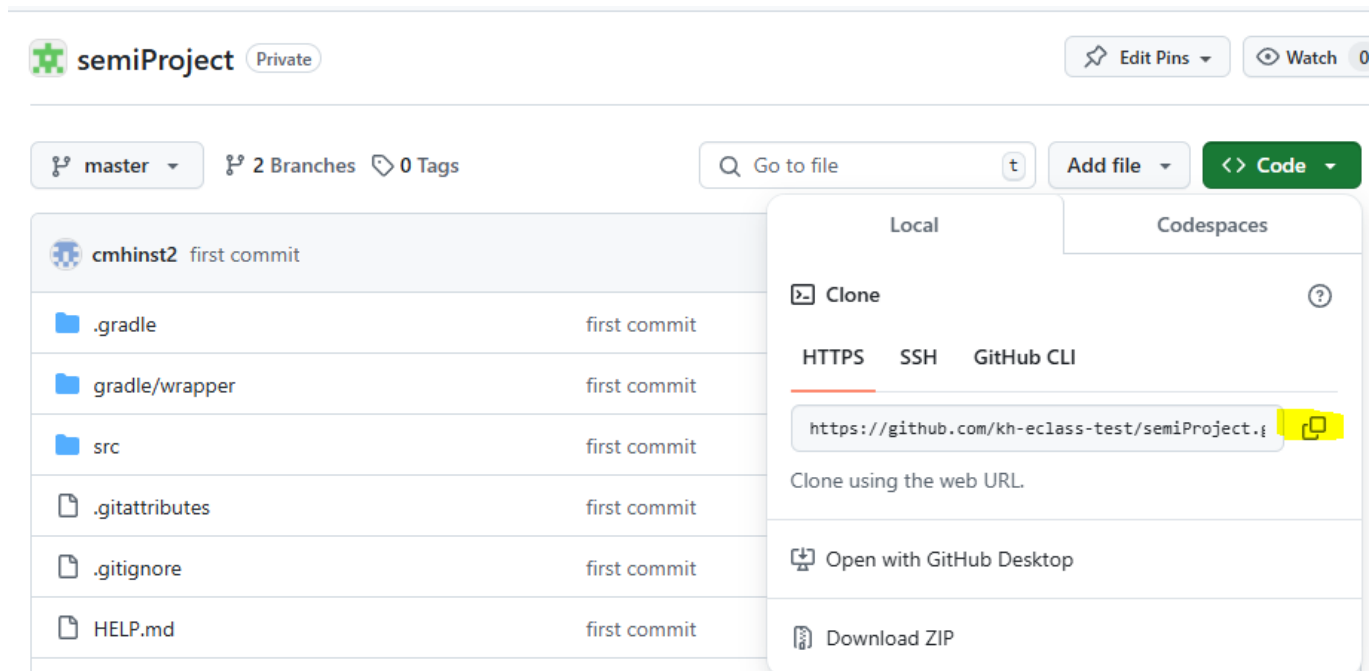 semiProject Private Edit Pins Watch 0
master 2 Branches 0 Tags Go to file t Add file <> Code
cmhinst2 first commit
.gradle first commit
gradle/wrapper first commit
src first commit
.gitattributes first commit
.gitignore first commit
HELP.md first commit
Local Codespaces
Clone
HTTPS SSH GitHub CLI
https://github.com/kh-eclass-test/semiProject.g
Clone using the web URL.
Open with GitHub Desktop
Download ZIP